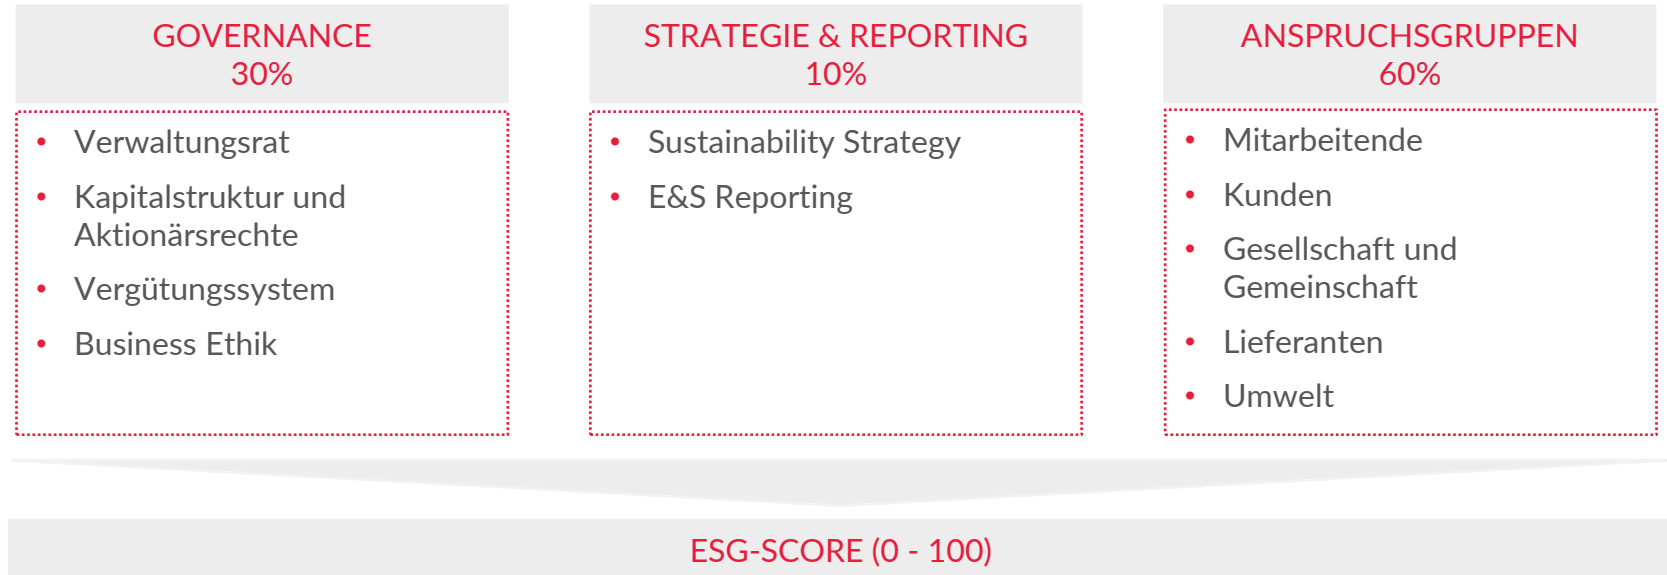 GOVERNANCE
30%
• Verwaltungsrat
• Kapitalstruktur und
Aktionärsrechte
• Vergütungssystem
• Business Ethik
STRATEGIE & REPORTING
10%
• Sustainability Strategy
• E&S Reporting
ANSPRUCHSGRUPPEN
60%
• Mitarbeitende
• Kunden
• Gesellschaft und
Gemeinschaft
• Lieferanten
• Umwelt
ESG-SCORE (0 - 100)